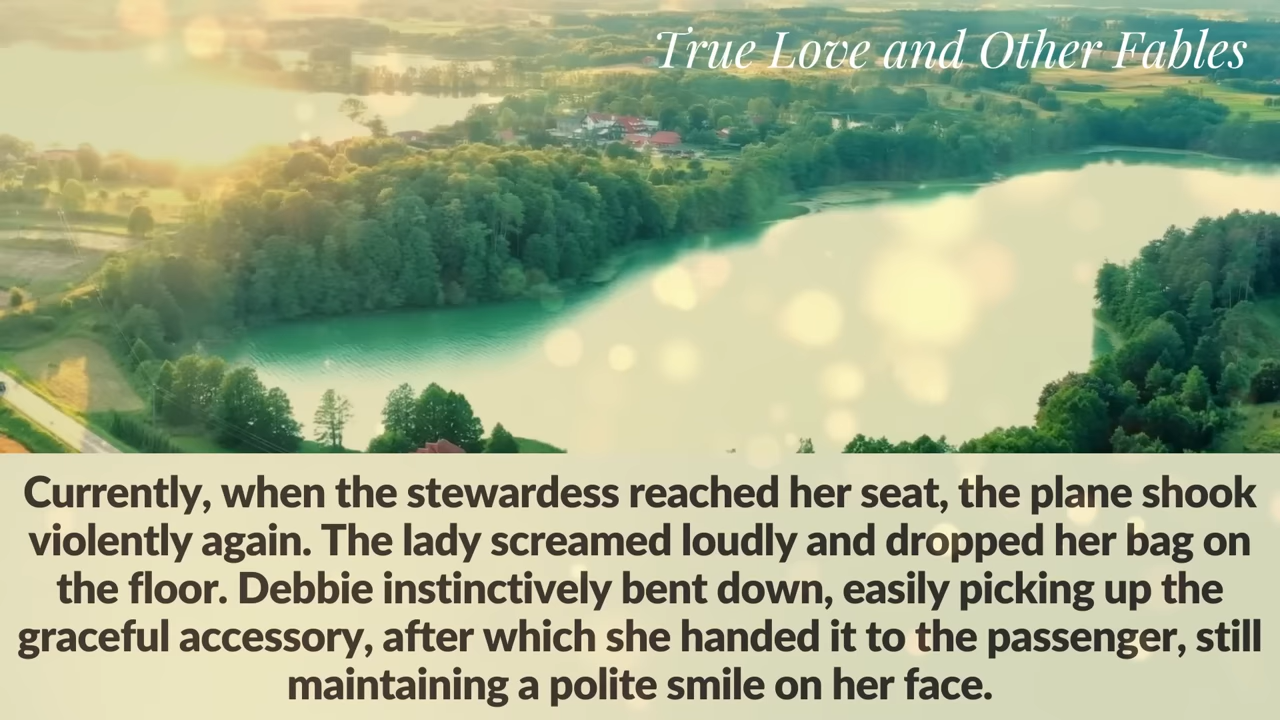 True Love and Other Fables
Currently, when the stewardess reached her seat, the plane shook
violently again. The lady screamed loudly and dropped her bag on
the floor. Debbie instinctively bent down, easily picking up the
graceful accessory, after which she handed it to the passenger, still
maintaining a polite smile on her face.